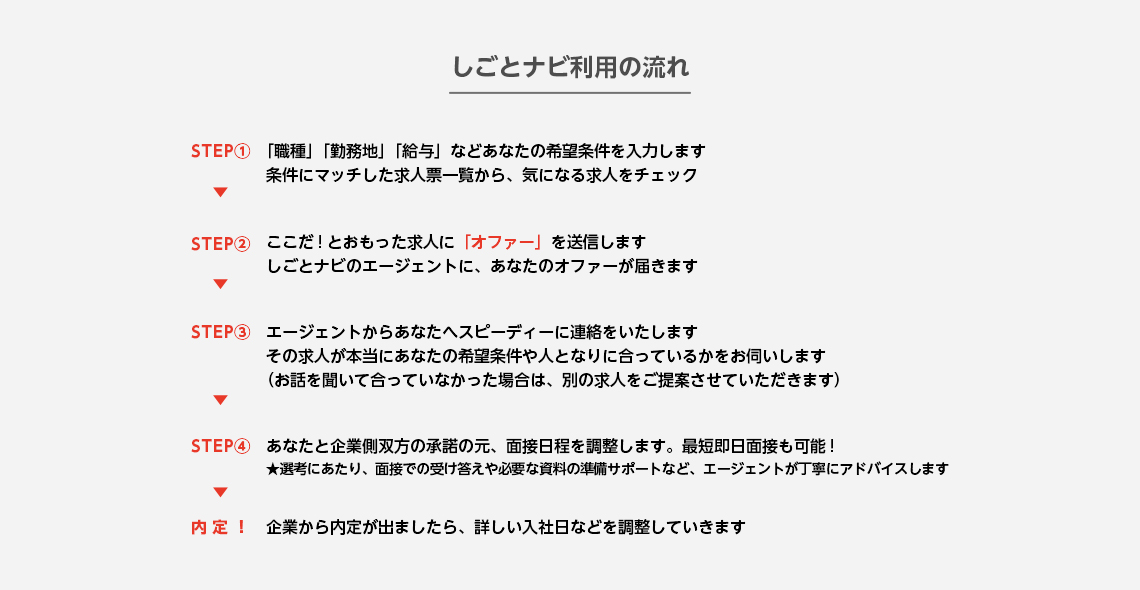 しごとナビ利用の流れ
STEP① 「職種」「勤務地」「給与」などあなたの希望条件を入力します
条件にマッチした求人票一覧から、気になる求人をチェック
▼
STEP② ここだ！とおもった求人に「オファー」を送信します
しごとナビのエージェントに、あなたのオファーが届きます
▼
STEP③ エージェントからあなたへスピーディーに連絡をいたします
その求人が本当にあなたの希望条件や人となりに合っているかをお伺いします
（お話を聞いて合っていなかった場合は、別の求人をご提案させていただきます）
▼
STEP④ あなたと企業側双方の承諾の元、面接日程を調整します。最短即日面接も可能！
★選考にあたり、面接での受け答えや必要な資料の準備サポートなど、エージェントが丁寧にアドバイスします
▼
内定！ 企業から内定が出ましたら、詳しい入社日などを調整していきます